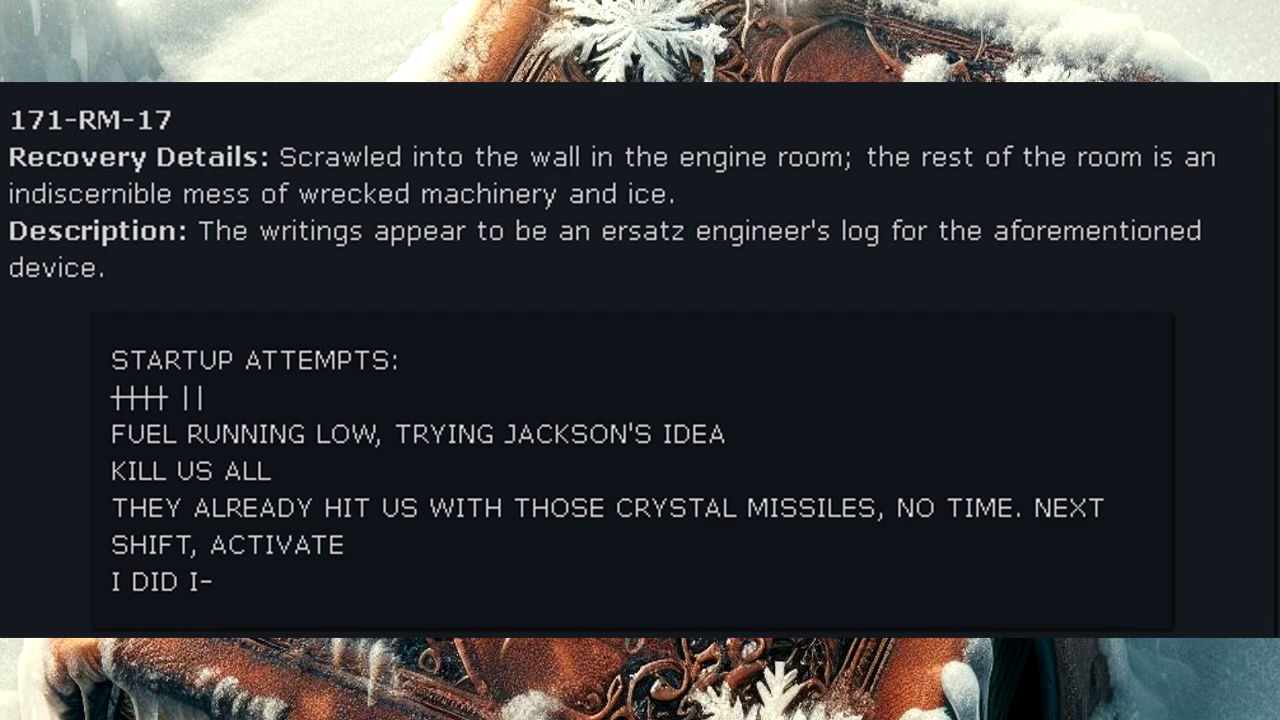 171-RM-17
Recovery Details: Scrawled into the wall in the engine room; the rest of the room is an
indiscernible mess of wrecked machinery and ice.
Description: The writings appear to be an ersatz engineer's log for the aforementioned
device.
STARTUP ATTEMPTS:
┼┼┼┼ ||
FUEL RUNNING LOW, TRYING JACKSON'S IDEA
KILL US ALL
THEY ALREADY HIT US WITH THOSE CRYSTAL MISSILES, NO TIME. NEXT
SHIFT, ACTIVATE
I DID I-